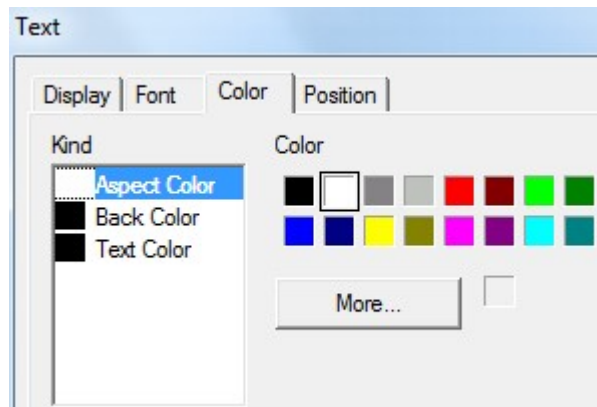 Text
Display Font Color Position
Kind Color
Aspect Color
Back Color
Text Color
More...